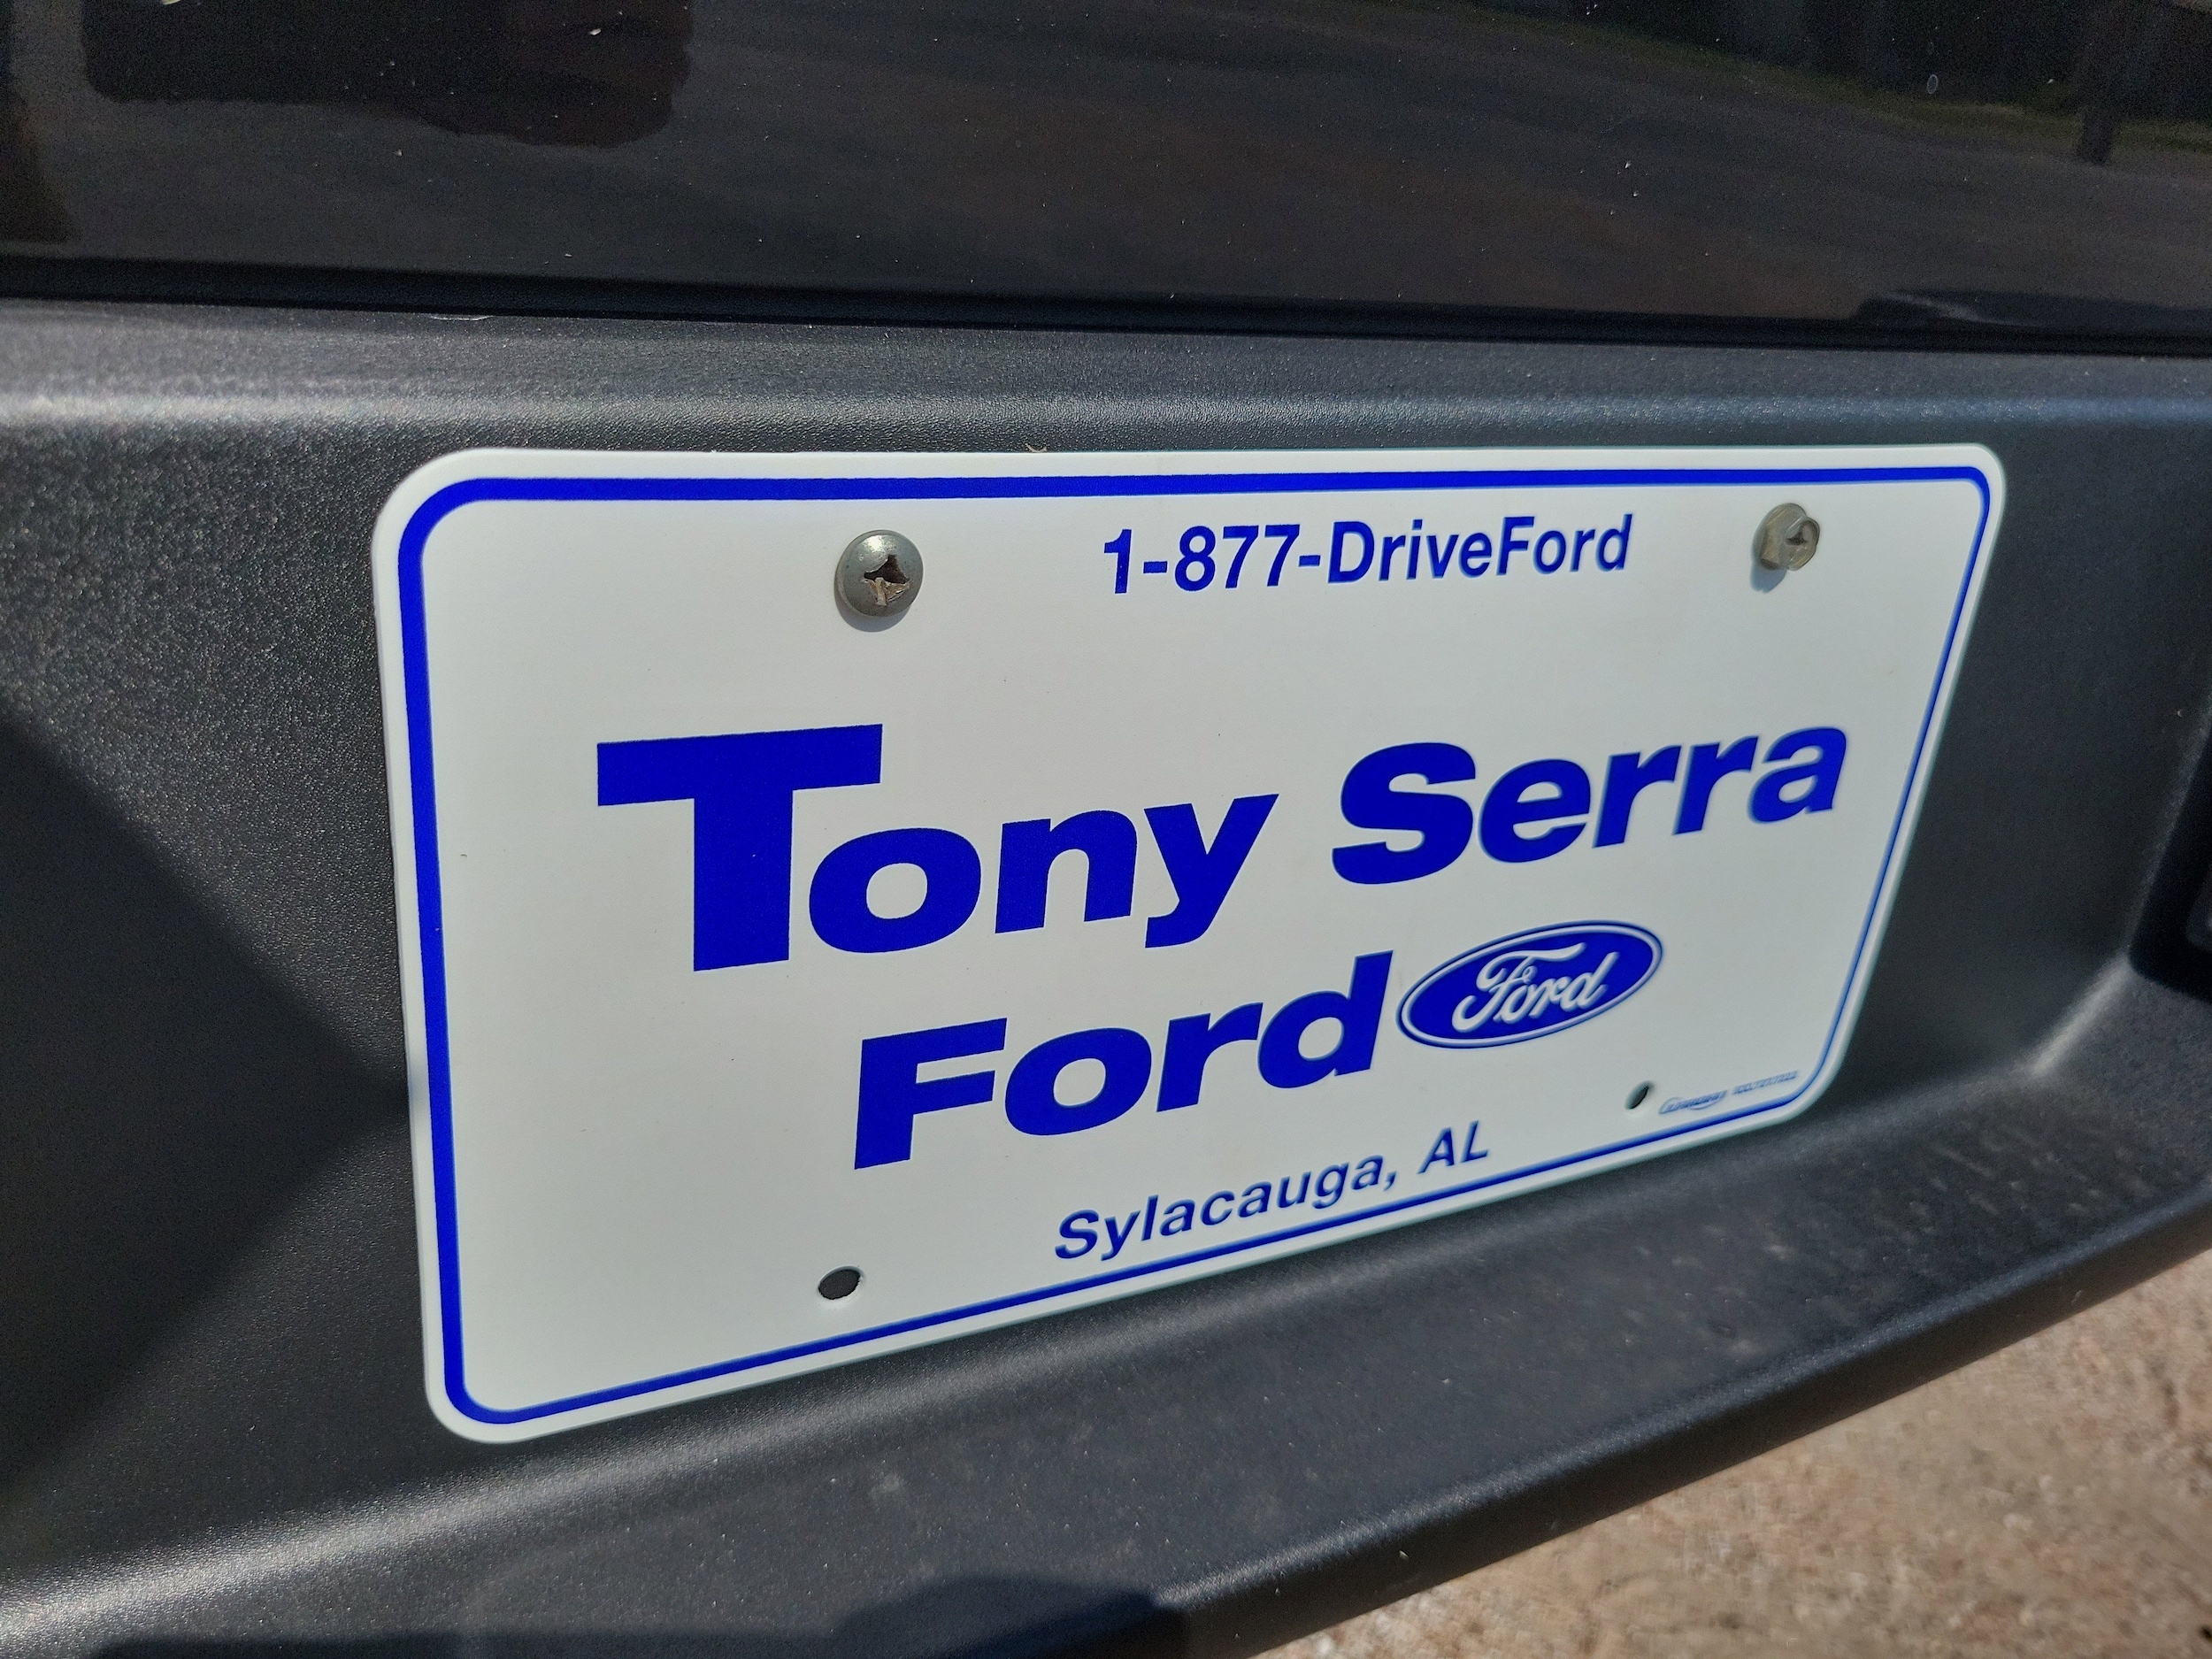 1-877-DriveFord
Tony Serra
Ford Ford
Sylacauga, AL